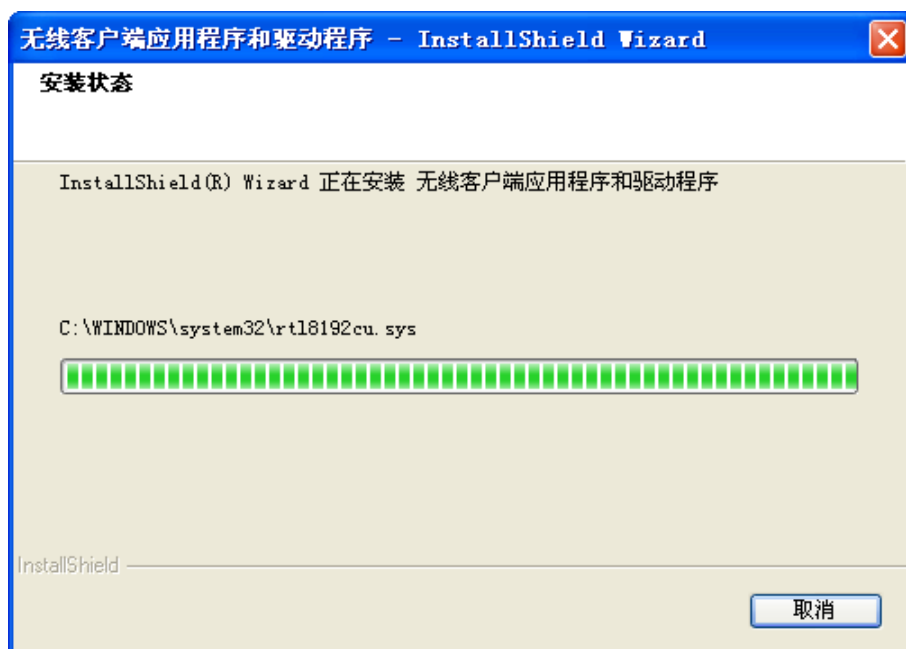 无线客户端应用程序和驱动程序 - InstallShield Wizard
安装状态
InstallShield(R) Wizard 正在安装 无线客户端应用程序和驱动程序
C:\WINDOWS\system32\rtl8192cu.sys
InstallShield
取消